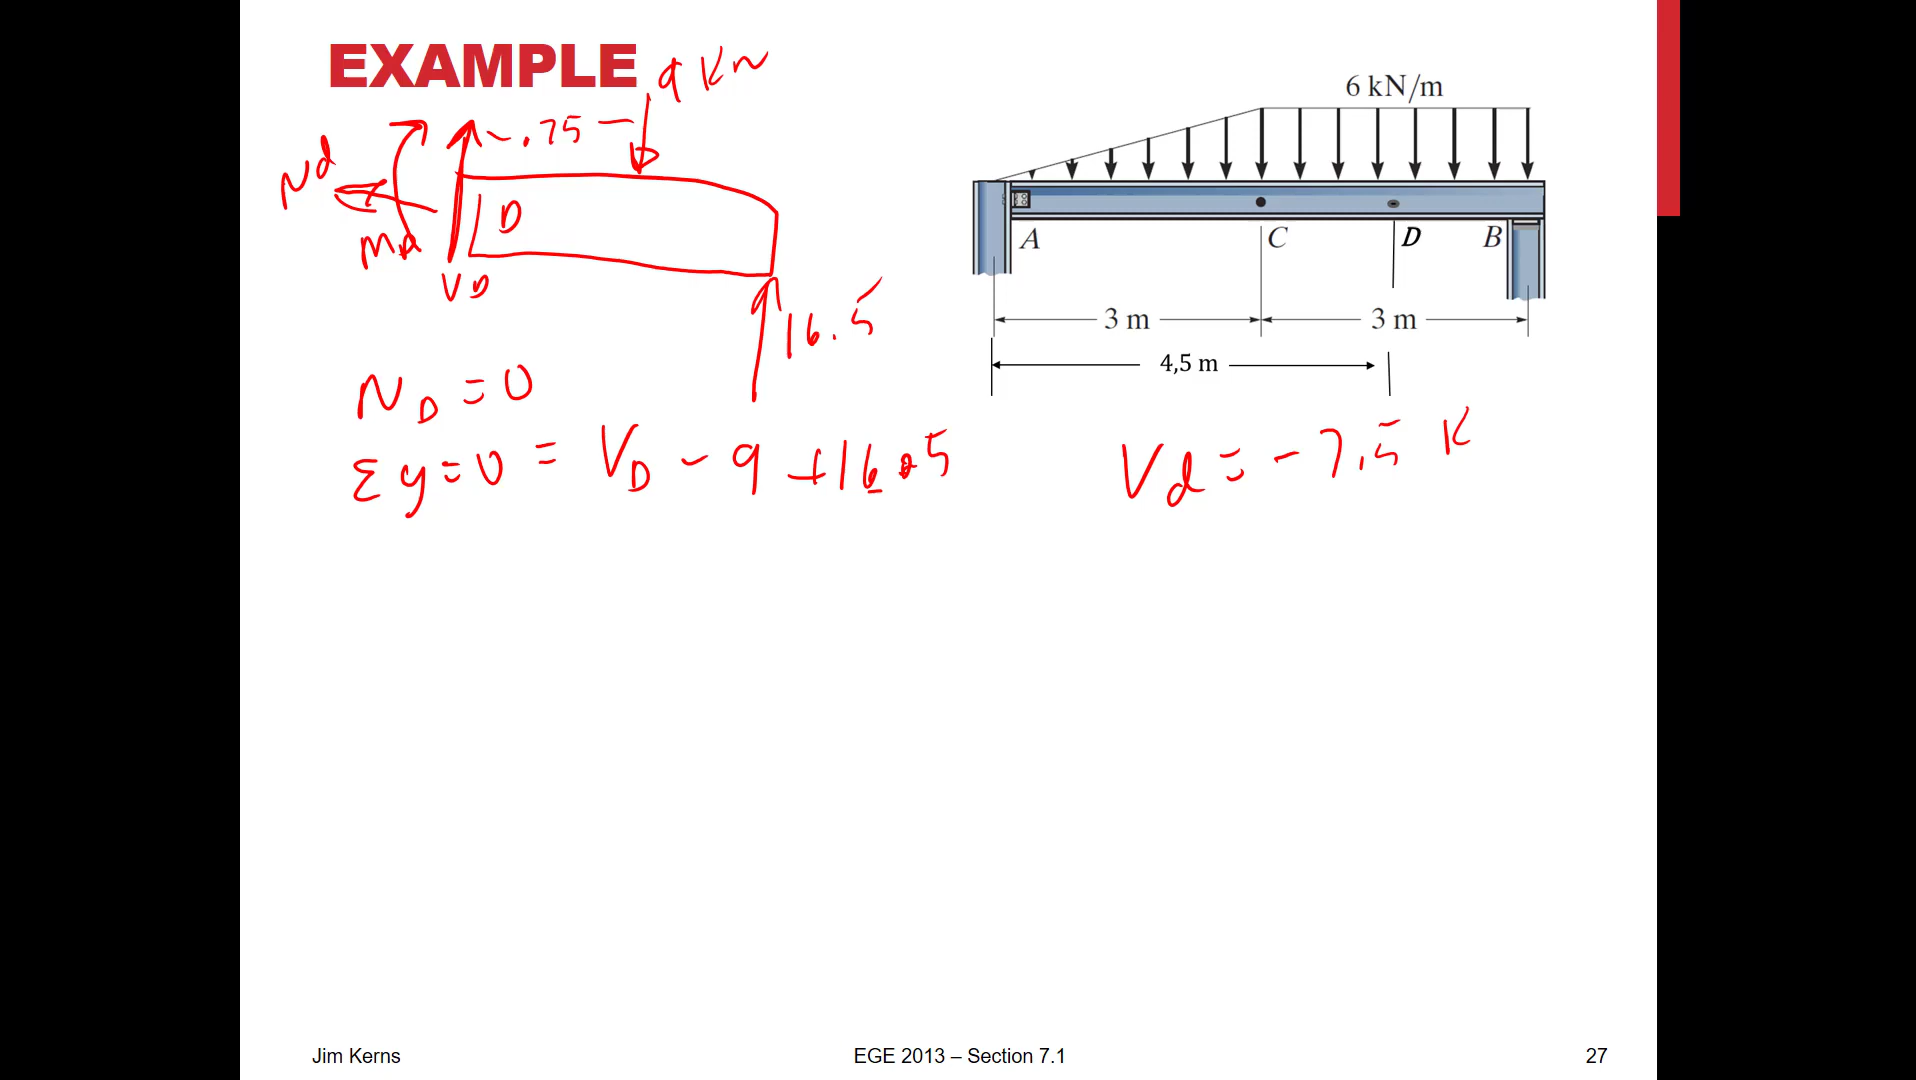 EXAMPLE
9 KN
.75
Nd
D
MD
VD
16.5
6 kN/m
A
C
D
B
3 m
3 m
4,5 m
ND = 0
Σy=0 = VD - 9 +16.5
Vd = -7.5 K
Jim Kerns
EGE 2013 – Section 7.1
27